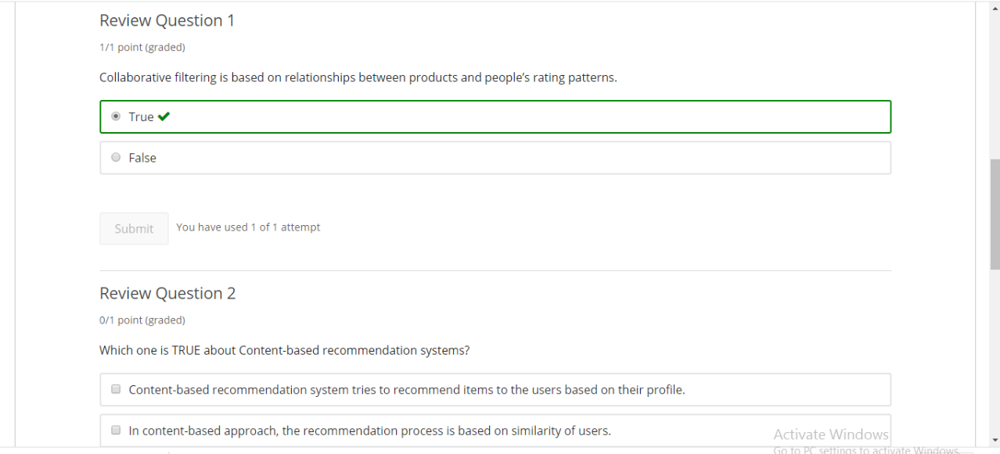 Review Question 1
1/1 point (graded)
Collaborative filtering is based on relationships between products and people’s rating patterns.
True
False
Submit You have used 1 of 1 attempt
Review Question 2
0/1 point (graded)
Which one is TRUE about Content-based recommendation systems?
Content-based recommendation system tries to recommend items to the users based on their profile.
In content-based approach, the recommendation process is based on similarity of users.
Activate Windows
Go to PC settings to activate Windows.